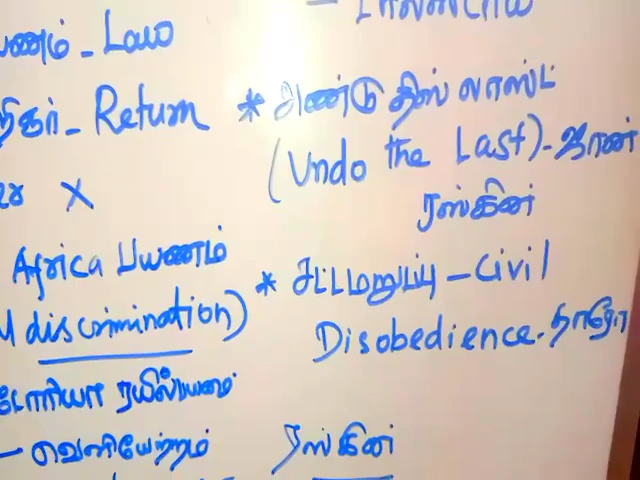 பயணம் - Law
- டால்ஸ்டாய்
Return
* அண்டு திஸ் லாஸ்ட்
(Undo the Last) - ஜான்
ரஸ்கின்
X
Africa பயணம்
discrimination)
* சட்டமறுப்பு - Civil
Disobedience. தாரோ
ரயில்பயணம்
- வெளியேற்றம்
ரஸ்கின்